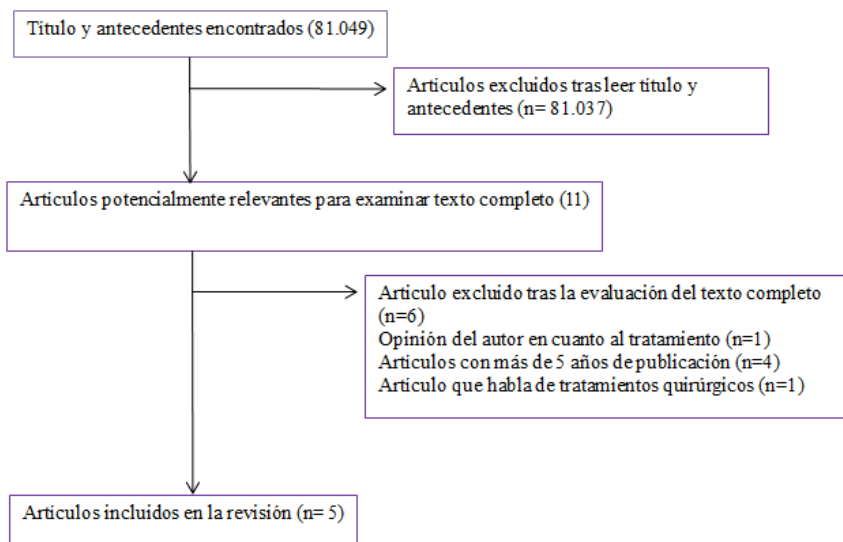 Titulo y antecedentes encontrados (81.049)
Artículos excluidos tras leer titulo y
antecedentes (n= 81.037)
Artículos potencialmente relevantes para examinar texto completo (11)
Artículo excluido tras la evaluación del texto completo
(n=6)
Opinión del autor en cuanto al tratamiento (n=1)
Artículos con más de 5 años de publicación (n=4)
Artículo que habla de tratamientos quirúrgicos (n=1)
Artículos incluidos en la revisión (n= 5)